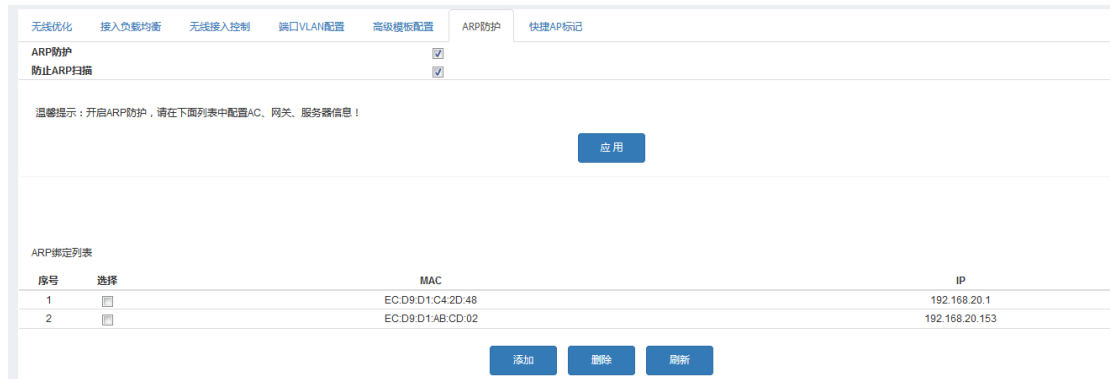 无线优化 接入负载均衡 无线接入控制 端口VLAN配置 高级模板配置 ARP防护 快捷AP标记
ARP防护
防止ARP扫描
温馨提示：开启ARP防护，请在下面列表中配置AC、网关、服务器信息！
应用
ARP绑定列表
序号 选择 MAC IP
1 EC:D9:D1:C4:2D:48 192.168.20.1
2 EC:D9:D1:AB:CD:02 192.168.20.153
添加 删除 刷新